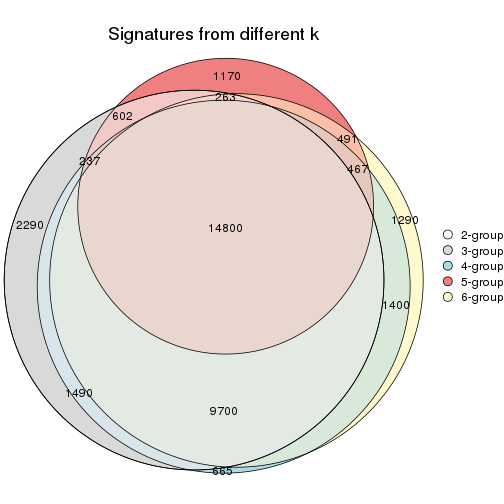 Signatures from different k
1170
263
602
491
237
467
2290
1290
14800
2-group
3-group
4-group
5-group
6-group
1400
1490
9700
665